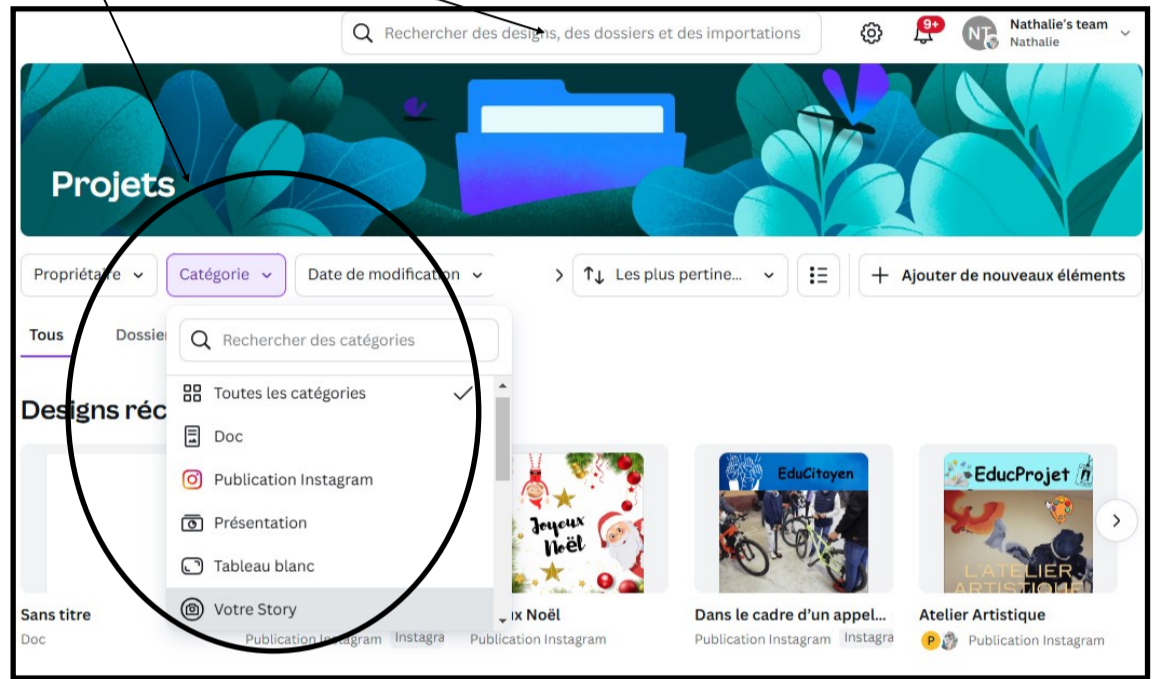 Rechercher des designs, des dossiers et des importations
9+
NT
Nathalie's team
Nathalie
Projets
Propriétaire
Catégorie
Date de modification
Les plus pertine...
+ Ajouter de nouveaux éléments
Tous
Dossie
Rechercher des catégories
Toutes les catégories
Designs réc
Doc
Publication Instagram
Présentation
Tableau blanc
Votre Story
Joyeux
Noël
EduCitoyen
EducProjet
L'ATELIER
ARTISTIQUE
Sans titre
x Noël
Dans le cadre d'un appel...
Atelier Artistique
Doc
Publication Instagram Instagra
Publication Instagram
Publication Instagram Instagra
P
Publication Instagram